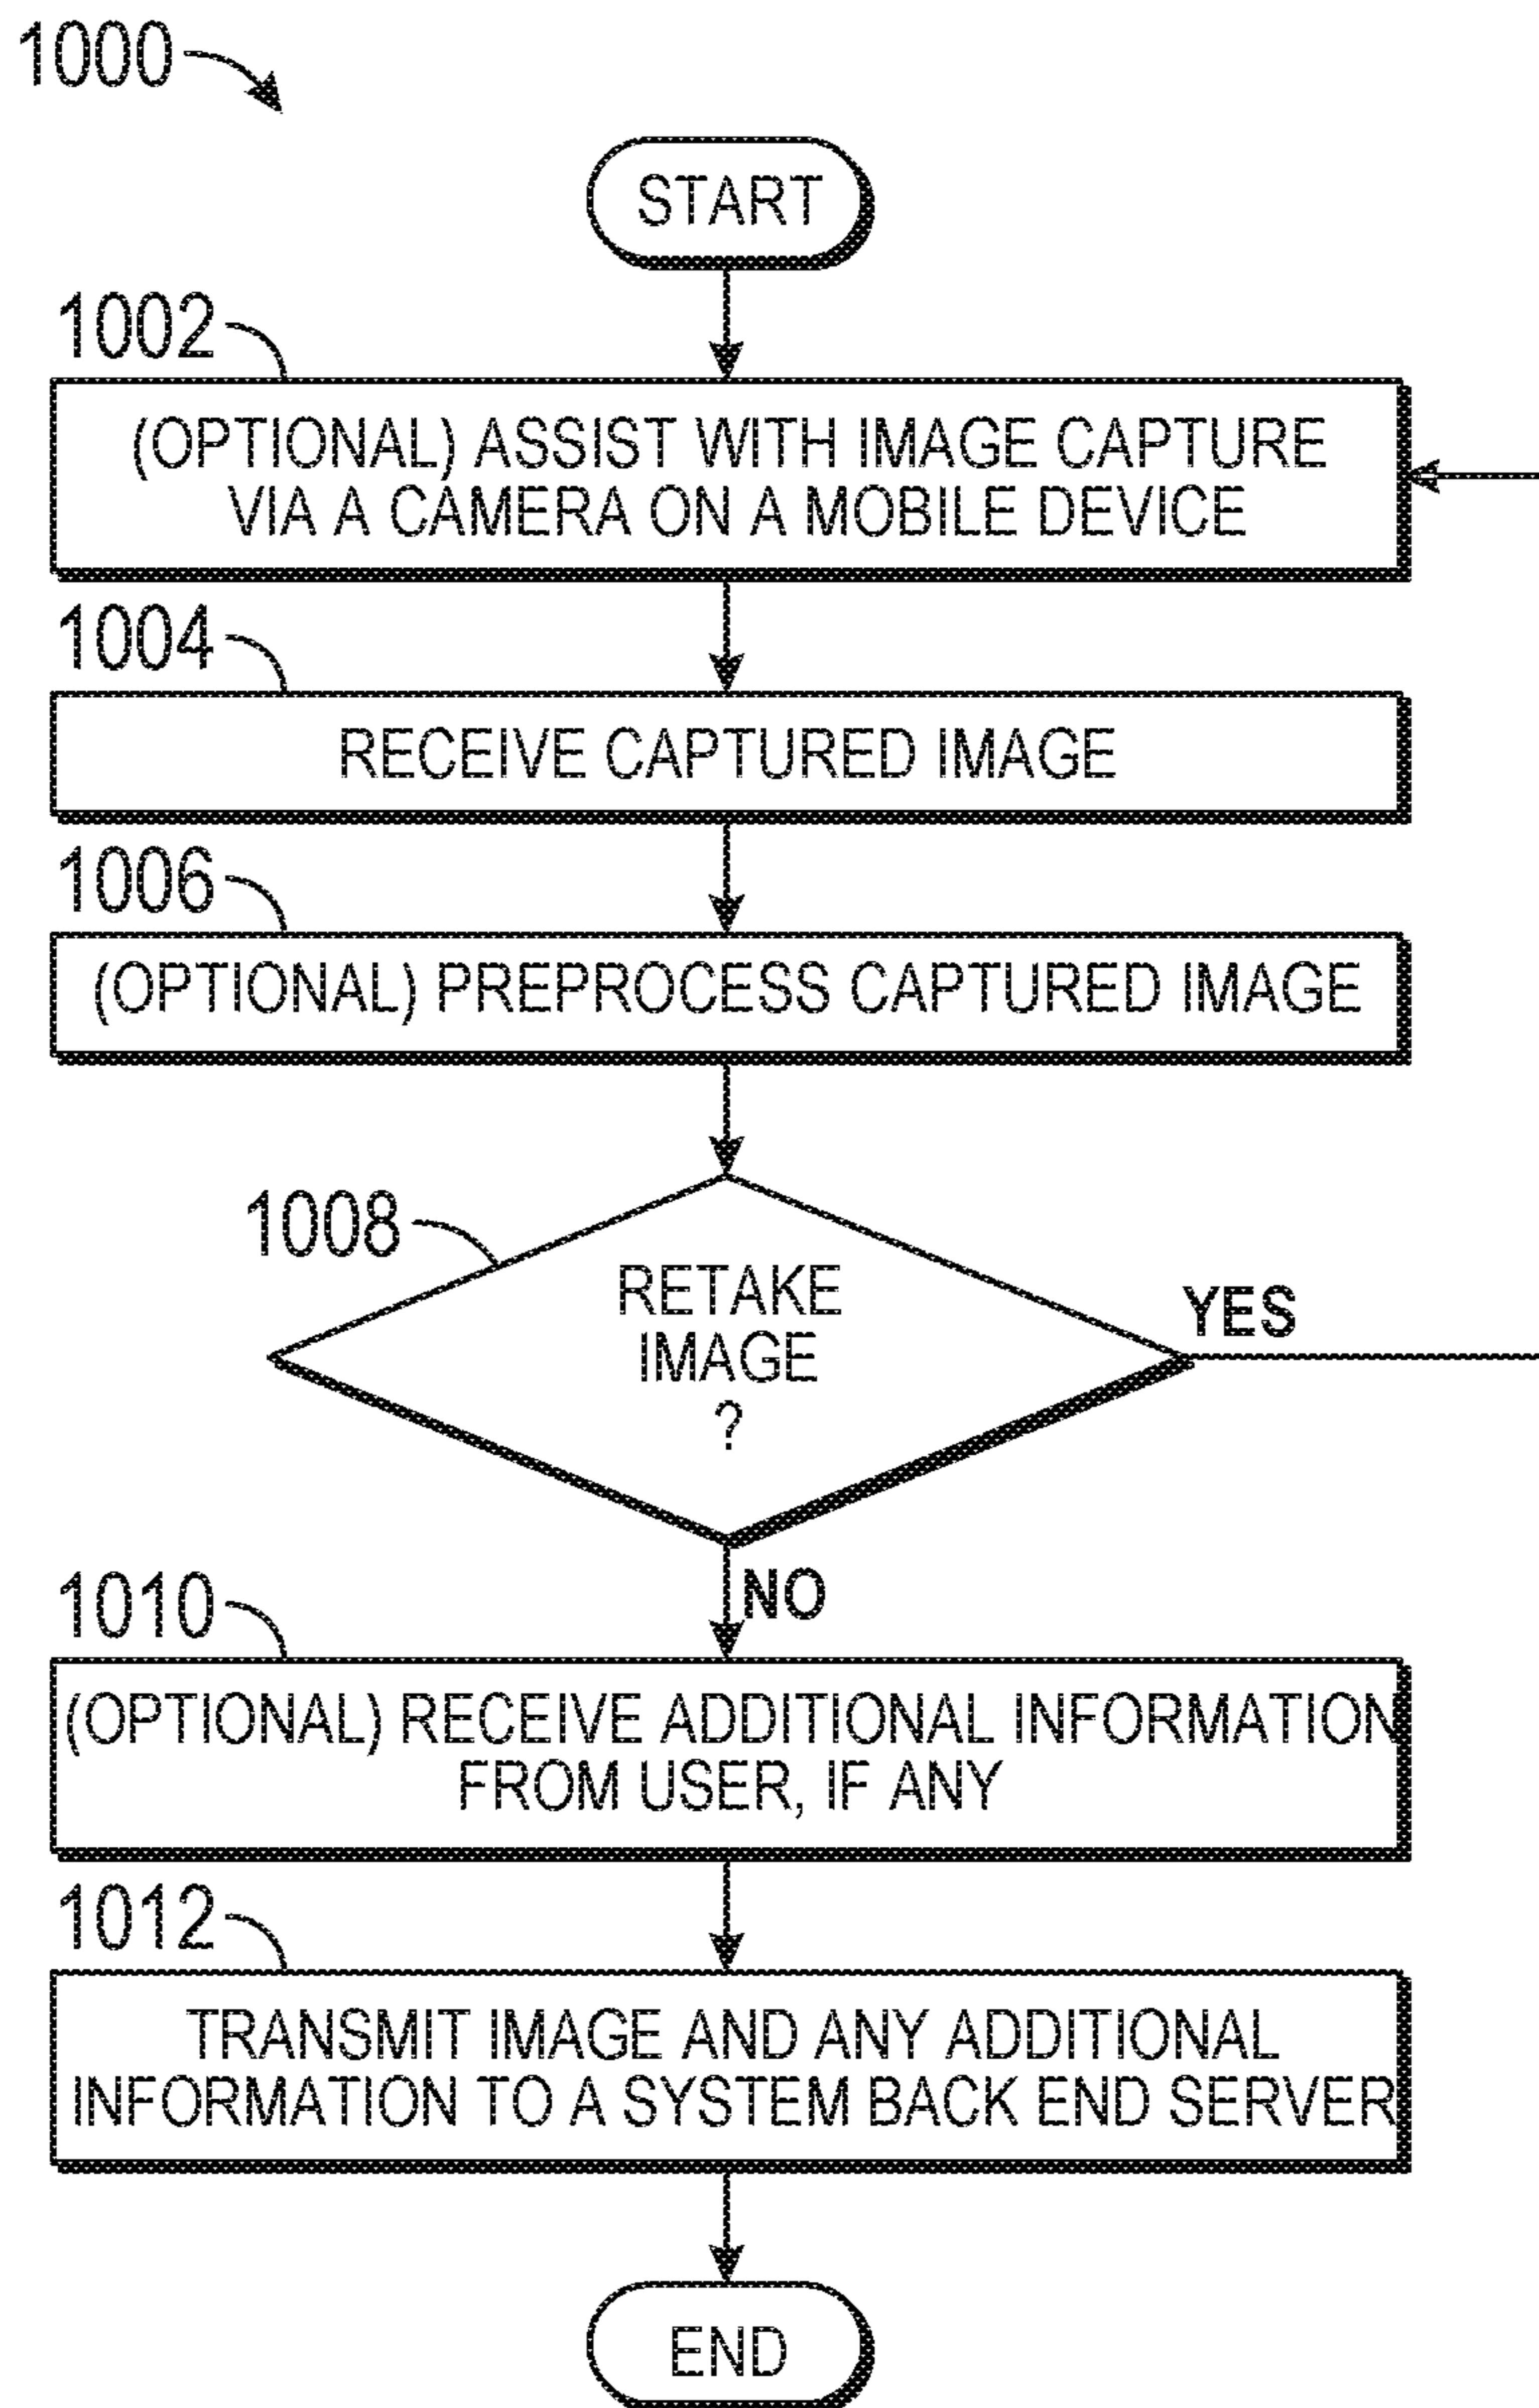 1000
START
1002
(OPTIONAL) ASSIST WITH IMAGE CAPTURE
VIA A CAMERA ON A MOBILE DEVICE
1004
RECEIVE CAPTURED IMAGE
1006
(OPTIONAL) PREPROCESS CAPTURED IMAGE
1008
RETAKE
IMAGE
?
YES
NO
1010
(OPTIONAL) RECEIVE ADDITIONAL INFORMATION
FROM USER, IF ANY
1012
TRANSMIT IMAGE AND ANY ADDITIONAL
INFORMATION TO A SYSTEM BACK END SERVER
END